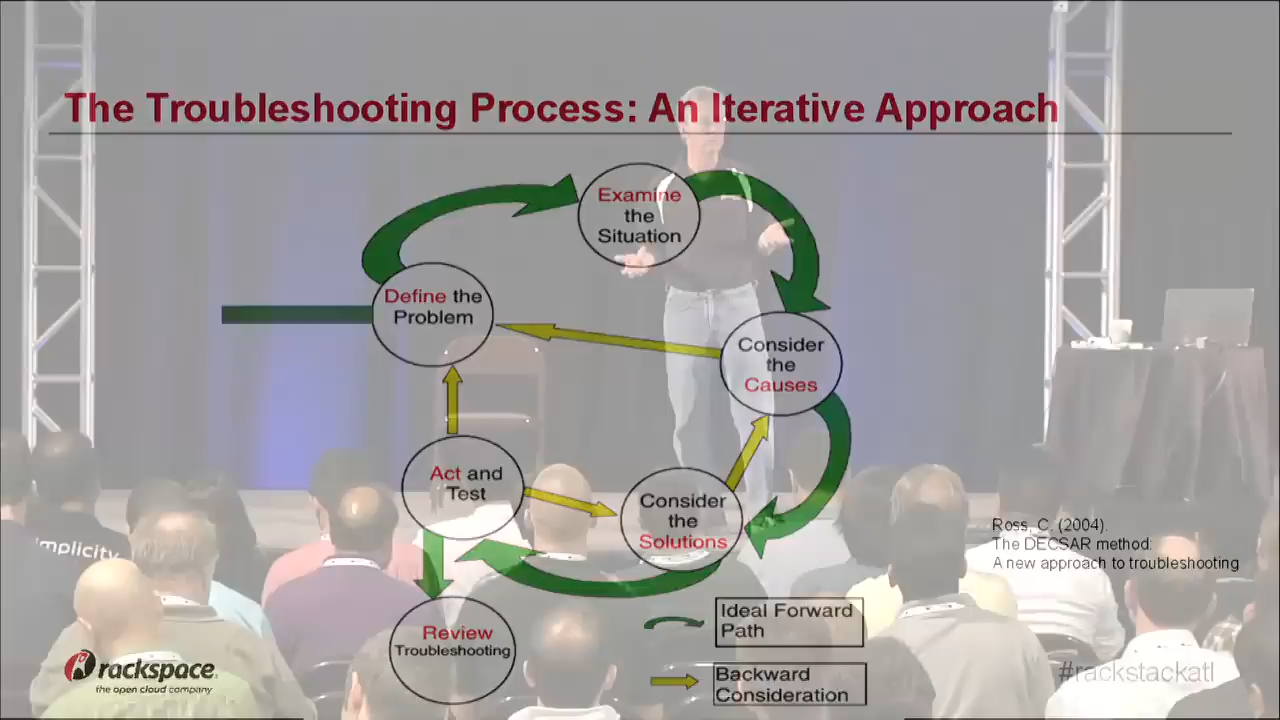 The Troubleshooting Process: An Iterative Approach
Examine
the
Situation
Define the
Problem
Consider
the
Causes
Act and
Test
Consider
the
Solutions
Ross, C. (2004).
The DECSAR method:
A new approach to troubleshooting
implicity
Review
Troubleshooting
Ideal Forward
Path
Backward
Consideration
rackspace
the open cloud company
#rackstackatl